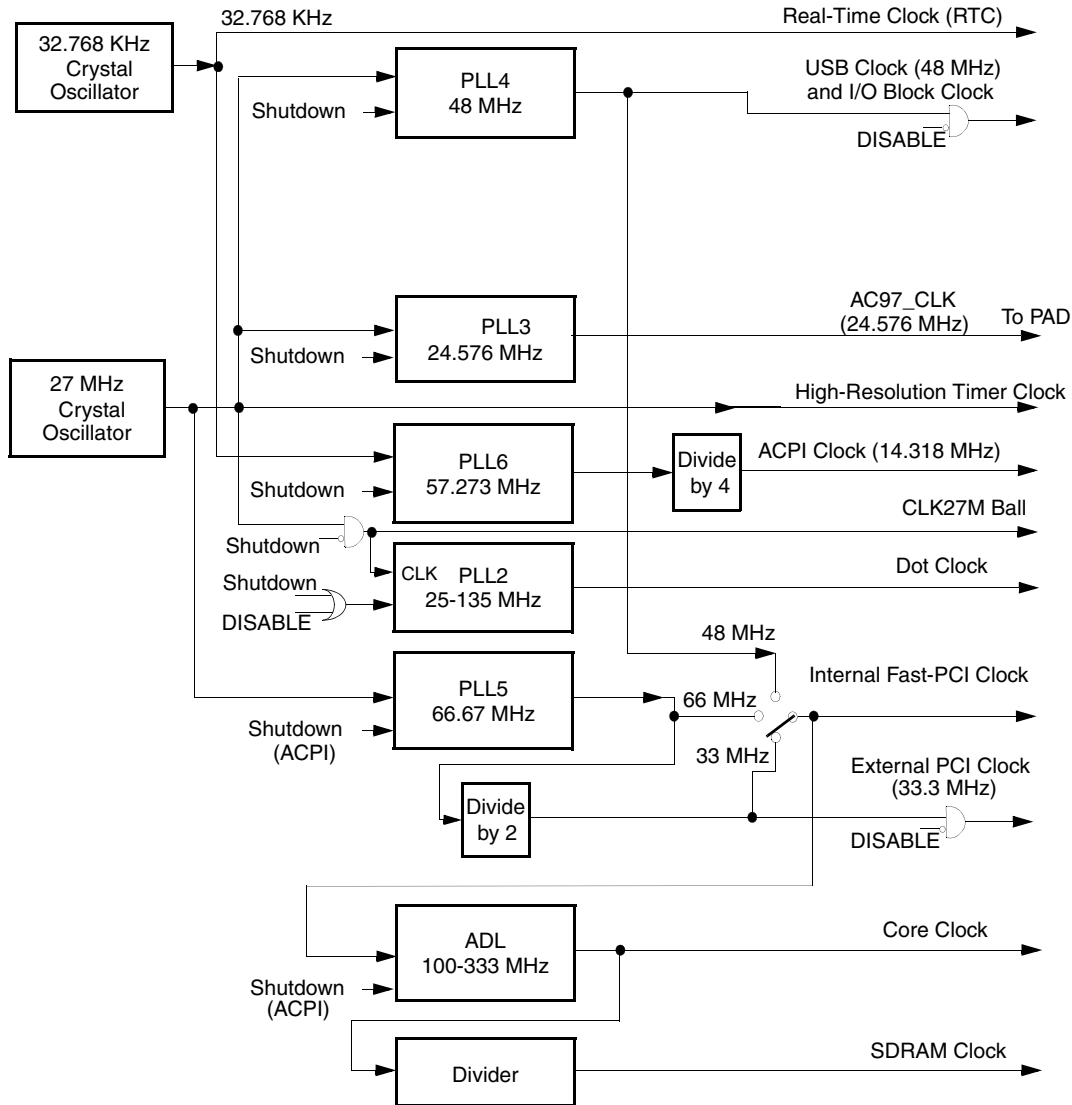 32.768 KHz
Real-Time Clock (RTC)
32.768 KHz
Crystal
Oscillator
PLL4
48 MHz
Shutdown
USB Clock (48 MHz)
and I/O Block Clock
DISABLE
PLL3
24.576 MHz
Shutdown
AC97_CLK
(24.576 MHz)
To PAD
27 MHz
Crystal
Oscillator
High-Resolution Timer Clock
PLL6
57.273 MHz
Shutdown
Divide
by 4
ACPI Clock (14.318 MHz)
CLK27M Ball
Shutdown
CLK PLL2
25-135 MHz
Shutdown
DISABLE
Dot Clock
48 MHz
PLL5
66.67 MHz
Shutdown
(ACPI)
66 MHz
33 MHz
Internal Fast-PCI Clock
Divide
by 2
External PCI Clock
(33.3 MHz)
DISABLE
ADL
100-333 MHz
Shutdown
(ACPI)
Core Clock
Divider
SDRAM Clock